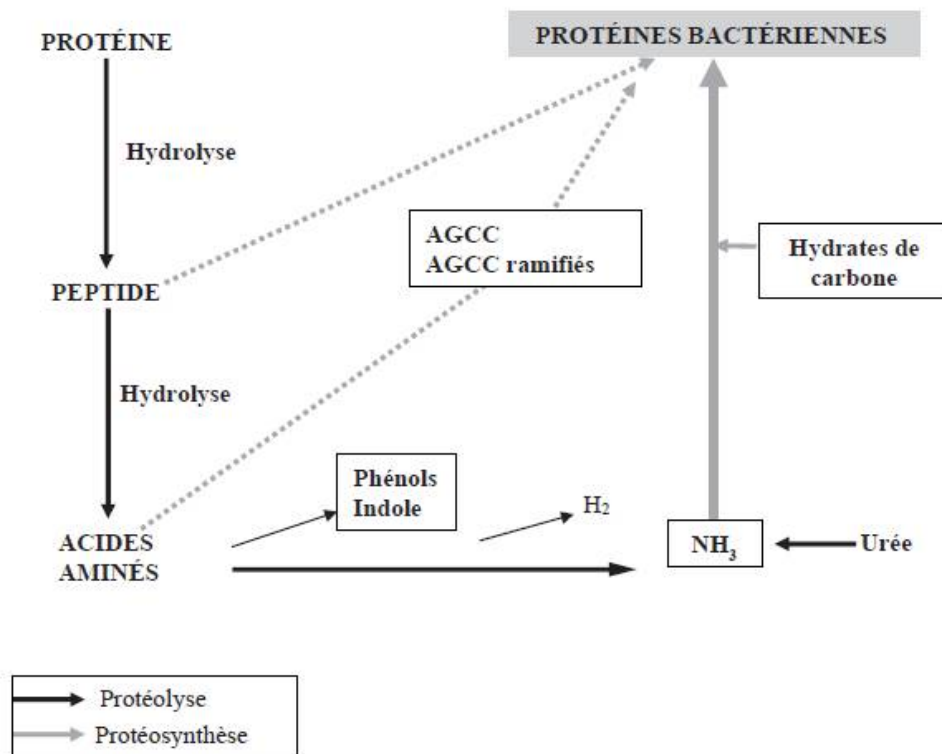 PROTÉINE
PROTÉINES BACTÉRIENNES
Hydrolyse
AGCC
AGCC ramifiés
Hydrates de
carbone
PEPTIDE
Hydrolyse
Phénols
Indole
H₂
ACIDES
AMINÉS
NH₃
Urée
Protéolyse
Protéosynthèse